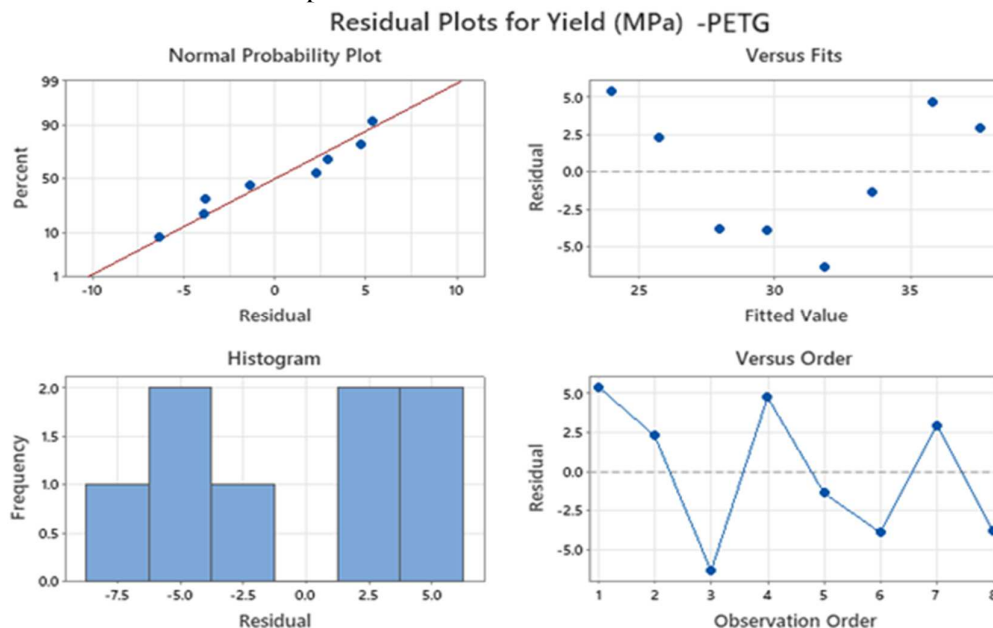 Residual Plots for Yield (MPa) -PETG
Normal Probability Plot
99
90
50
10
1
Percent
-10 -5 0 5 10
Residual
Versus Fits
5.0
2.5
0.0
-2.5
-5.0
Residual
25 30 35
Fitted Value
Histogram
2.0
1.5
1.0
0.5
0.0
Frequency
-7.5 -5.0 -2.5 0.0 2.5 5.0
Residual
Versus Order
5.0
2.5
0.0
-2.5
-5.0
Residual
1 2 3 4 5 6 7 8
Observation Order